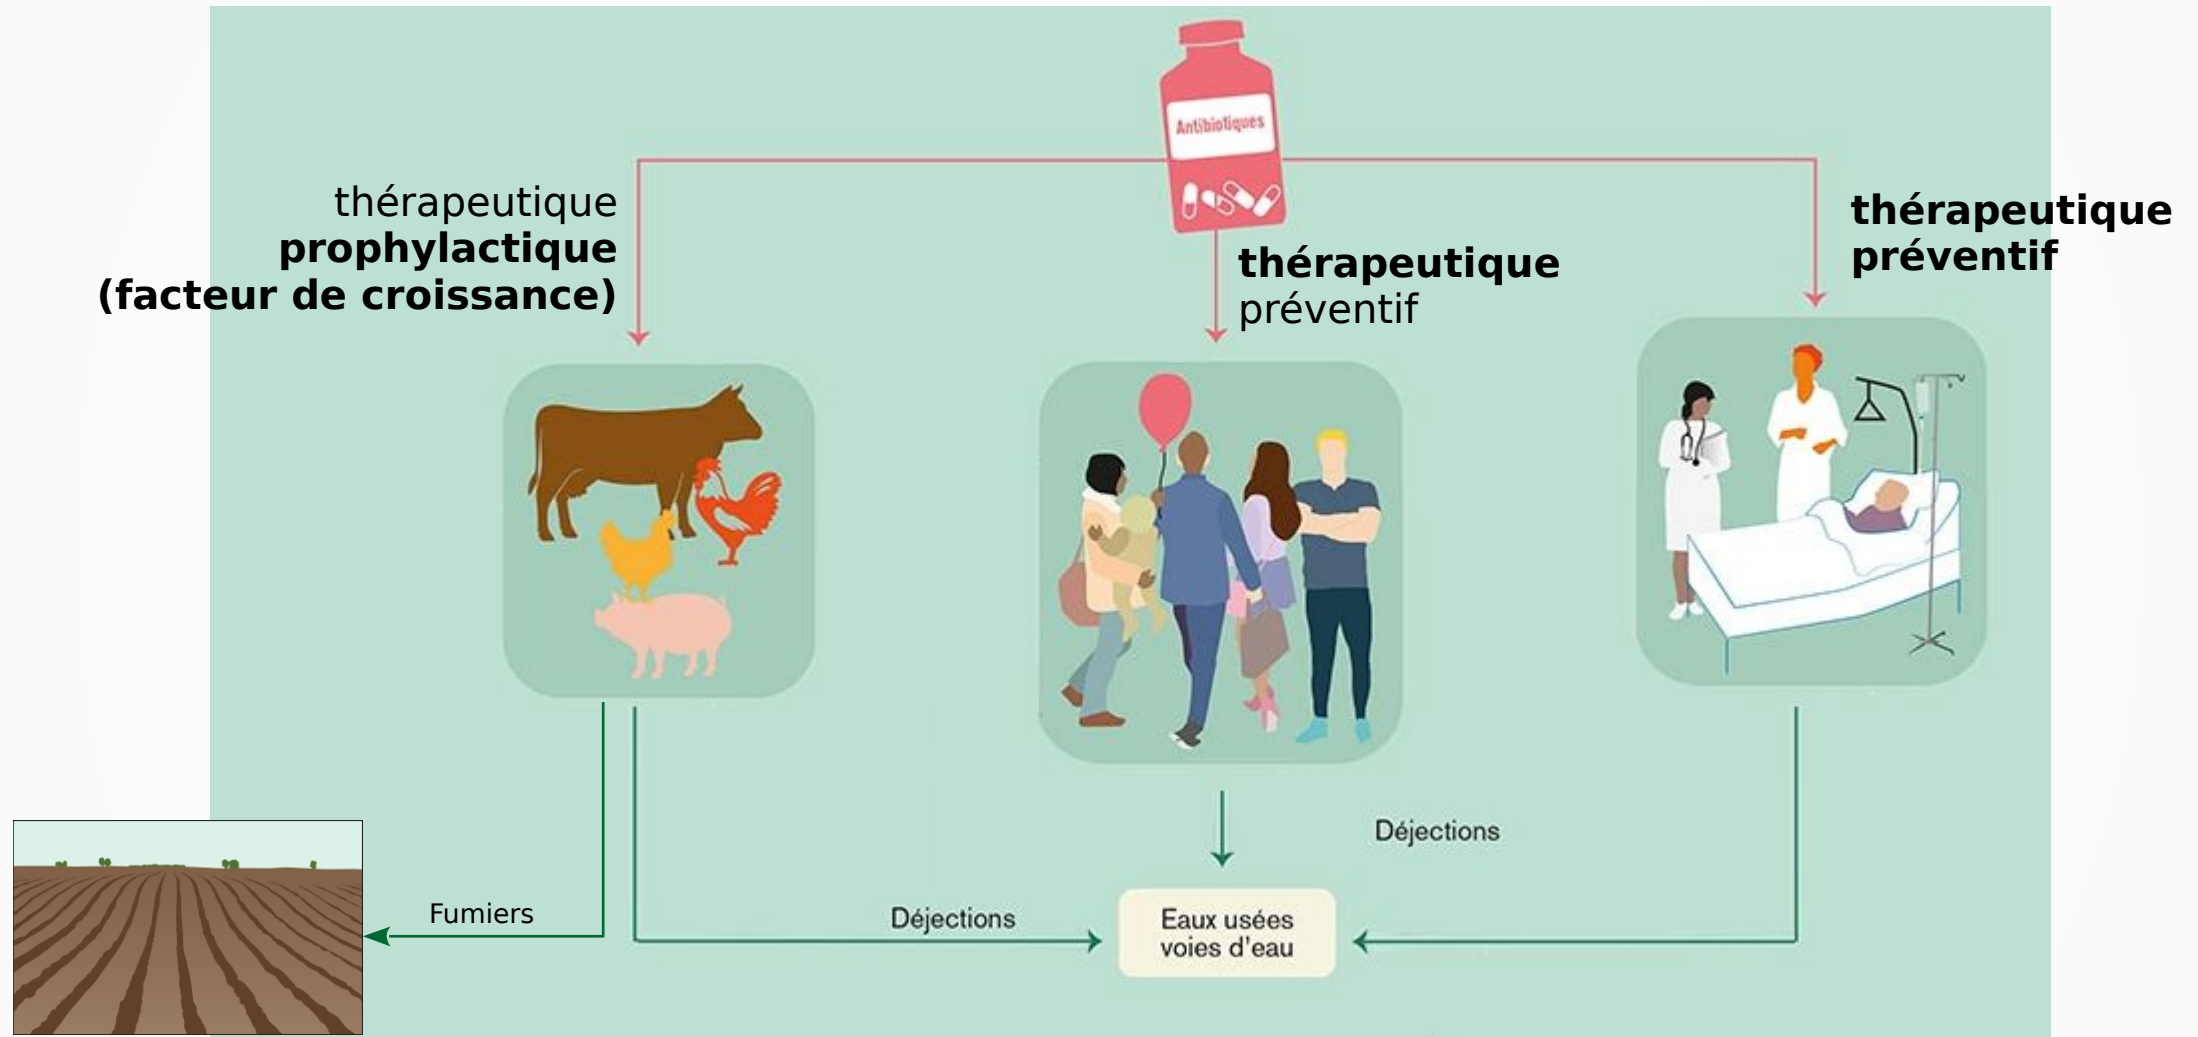 Antibiotiques
thérapeutique
prophylactique
(facteur de croissance)
thérapeutique
préventif
thérapeutique
préventif
Déjections
Fumiers
Déjections
Eaux usées
voies d'eau